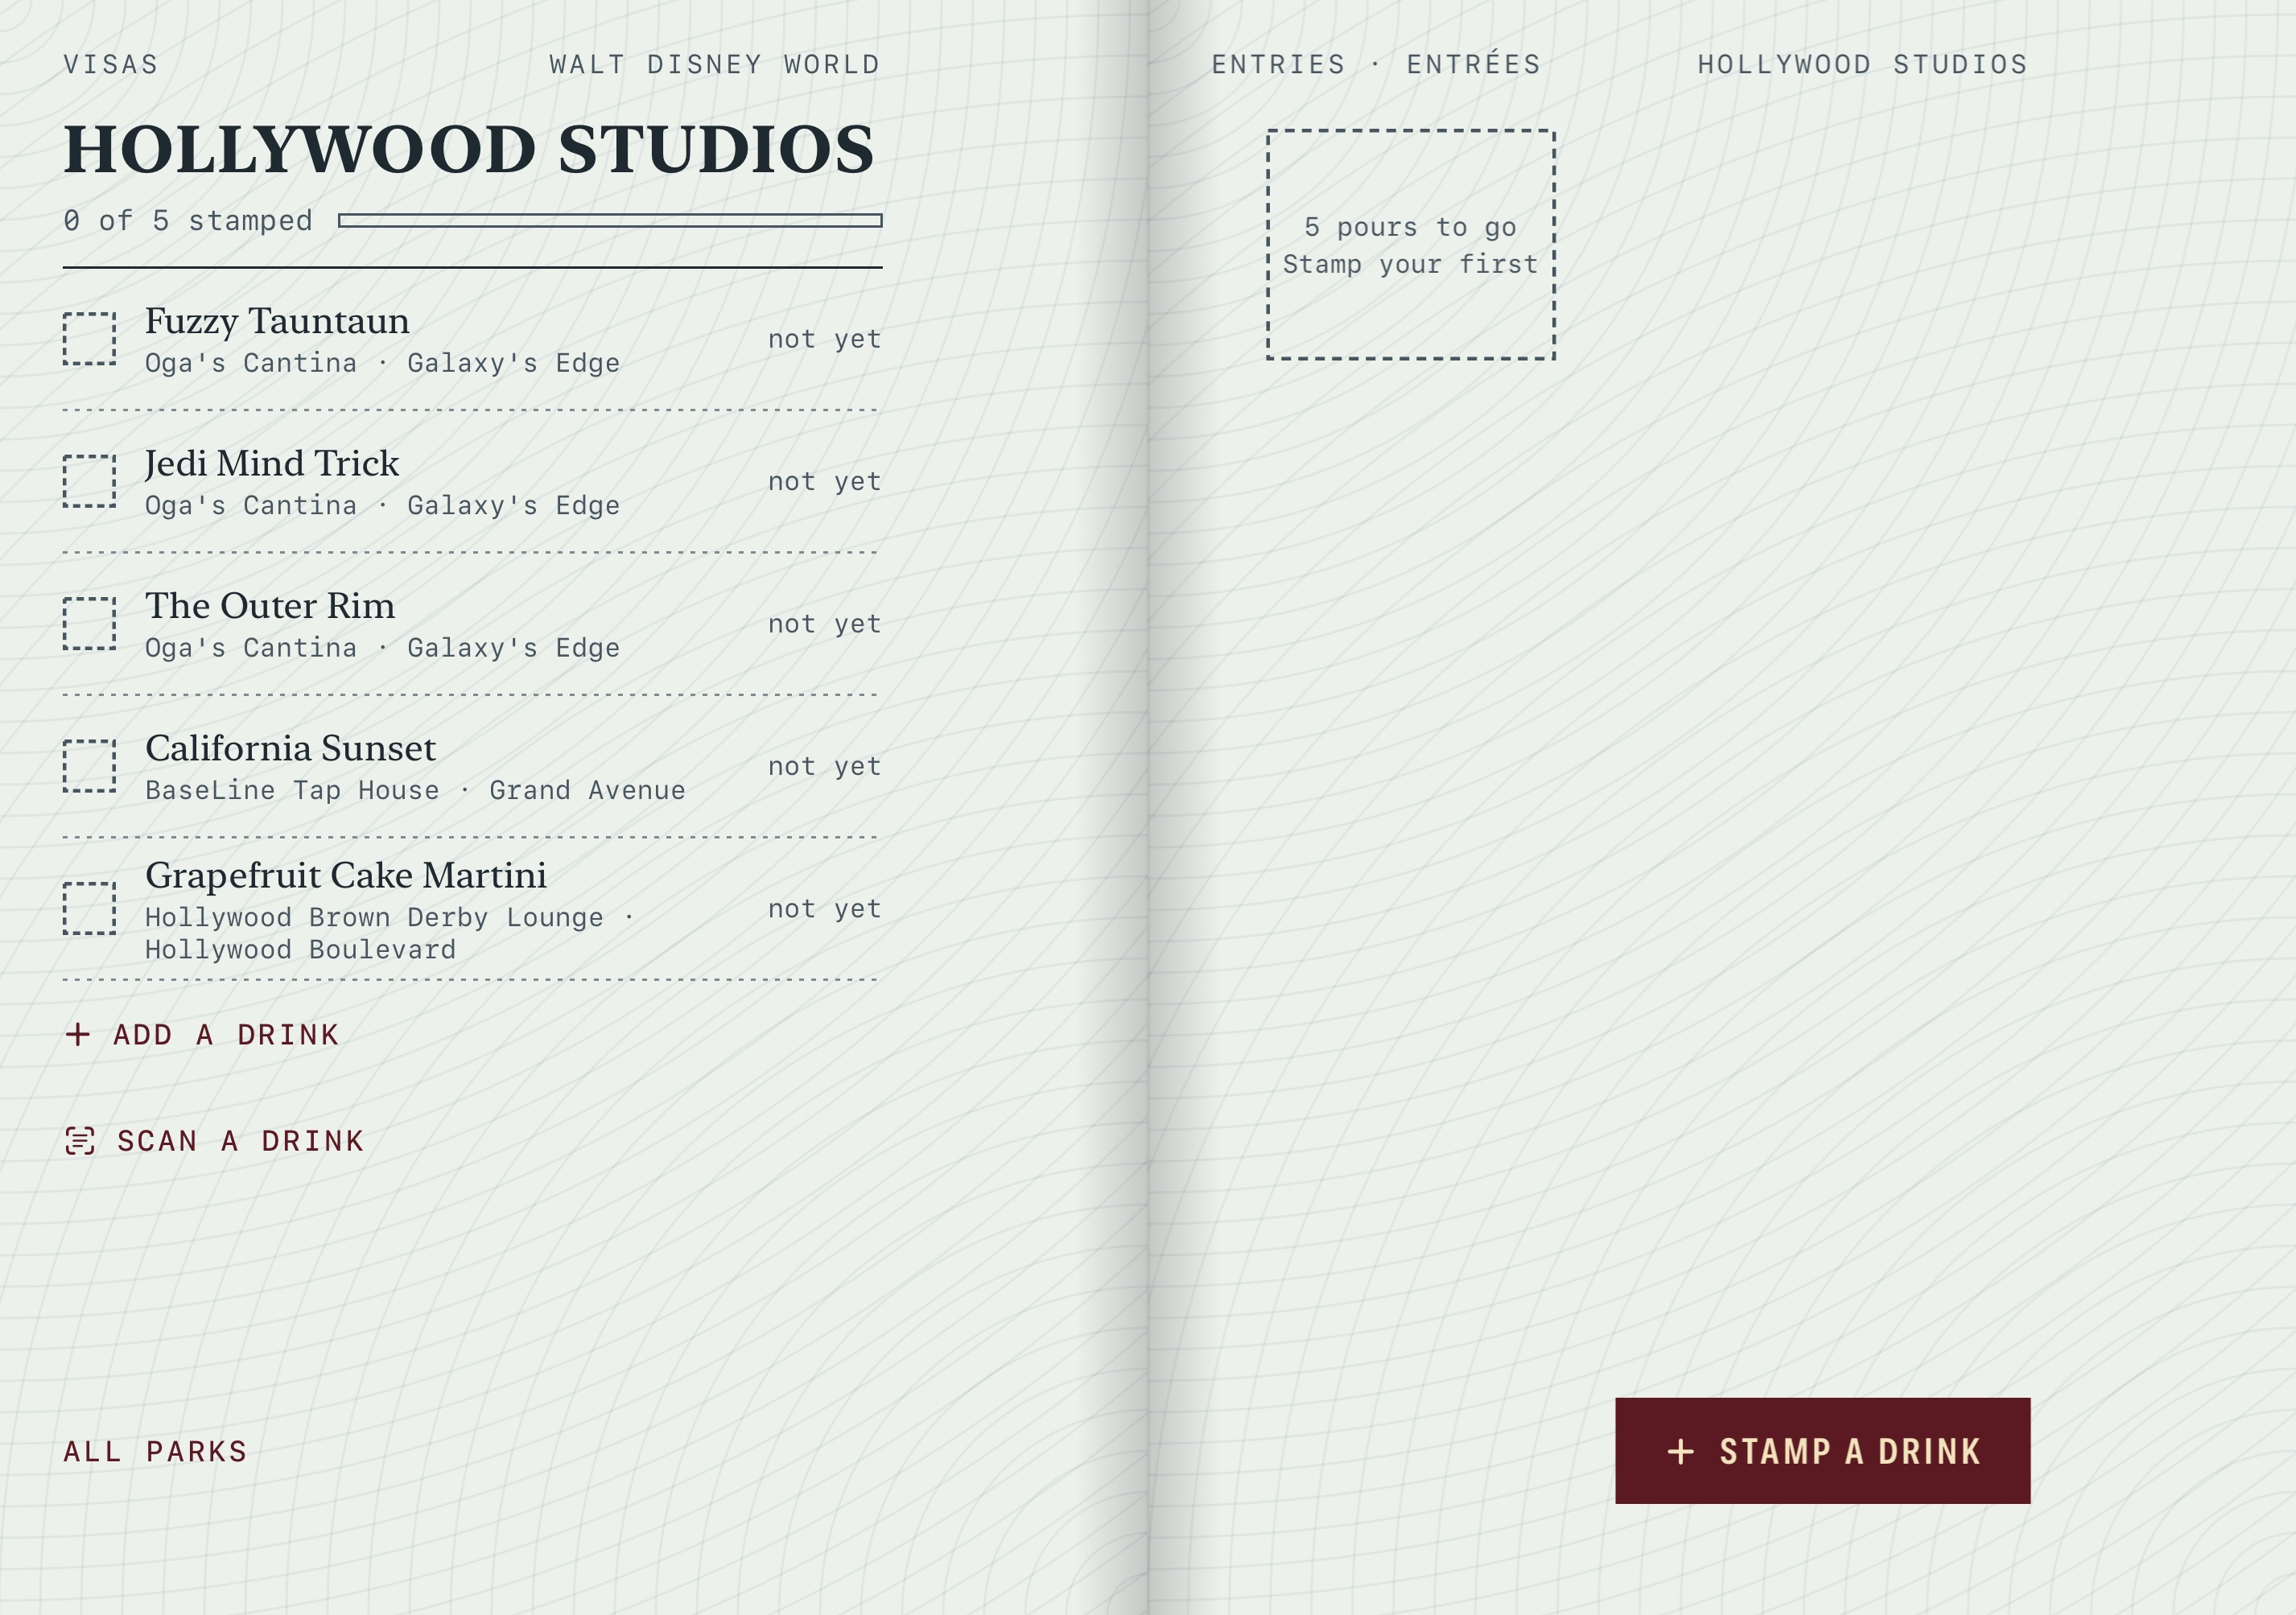 VISAS
WALT DISNEY WORLD
HOLLYWOOD STUDIOS
0 of 5 stamped
Fuzzy Tauntaun
Oga's Cantina · Galaxy's Edge
not yet
Jedi Mind Trick
Oga's Cantina · Galaxy's Edge
not yet
The Outer Rim
Oga's Cantina · Galaxy's Edge
not yet
California Sunset
BaseLine Tap House · Grand Avenue
not yet
Grapefruit Cake Martini
Hollywood Brown Derby Lounge ·
Hollywood Boulevard
not yet
+ ADD A DRINK
SCAN A DRINK
ALL PARKS
ENTRIES · ENTRÉES
HOLLYWOOD STUDIOS
5 pours to go
Stamp your first
+ STAMP A DRINK